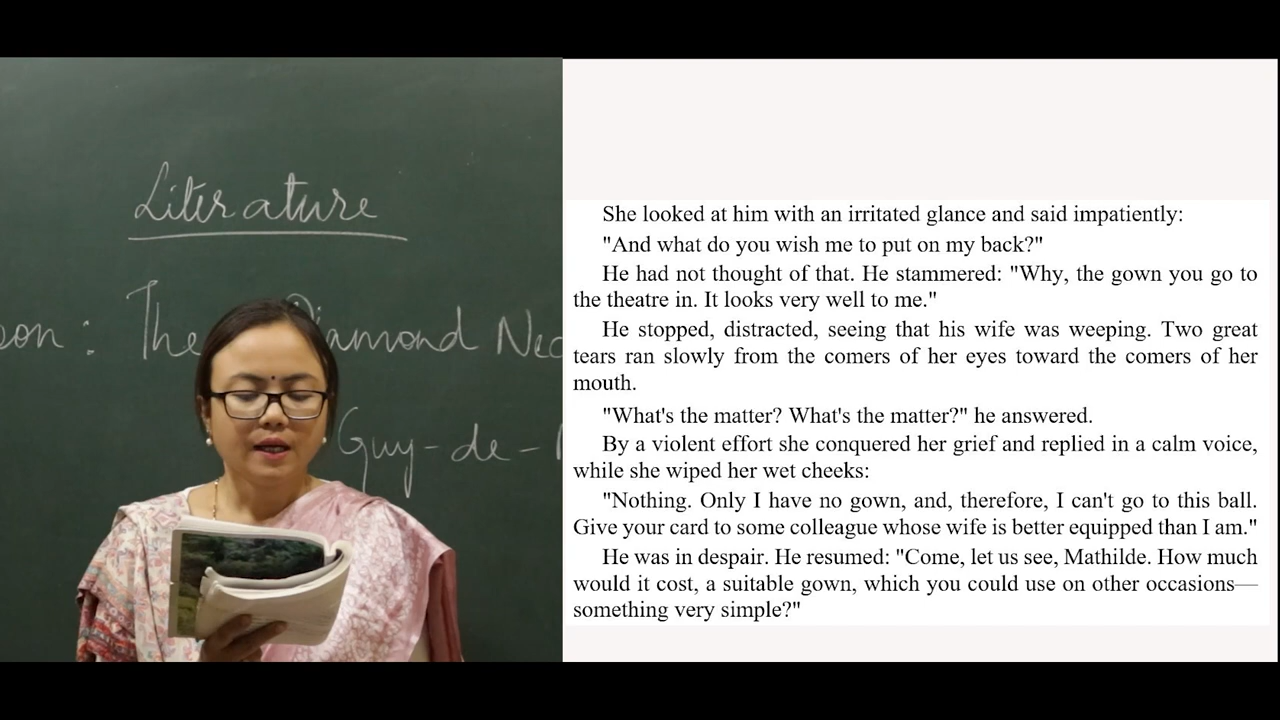 Literature
son: The Diamond Nec
Guy-de-
She looked at him with an irritated glance and said impatiently:
"And what do you wish me to put on my back?"
He had not thought of that. He stammered: "Why, the gown you go to
the theatre in. It looks very well to me."
He stopped, distracted, seeing that his wife was weeping. Two great
tears ran slowly from the comers of her eyes toward the comers of her
mouth.
"What's the matter? What's the matter?" he answered.
By a violent effort she conquered her grief and replied in a calm voice,
while she wiped her wet cheeks:
"Nothing. Only I have no gown, and, therefore, I can't go to this ball.
Give your card to some colleague whose wife is better equipped than I am."
He was in despair. He resumed: "Come, let us see, Mathilde. How much
would it cost, a suitable gown, which you could use on other occasions—
something very simple?"